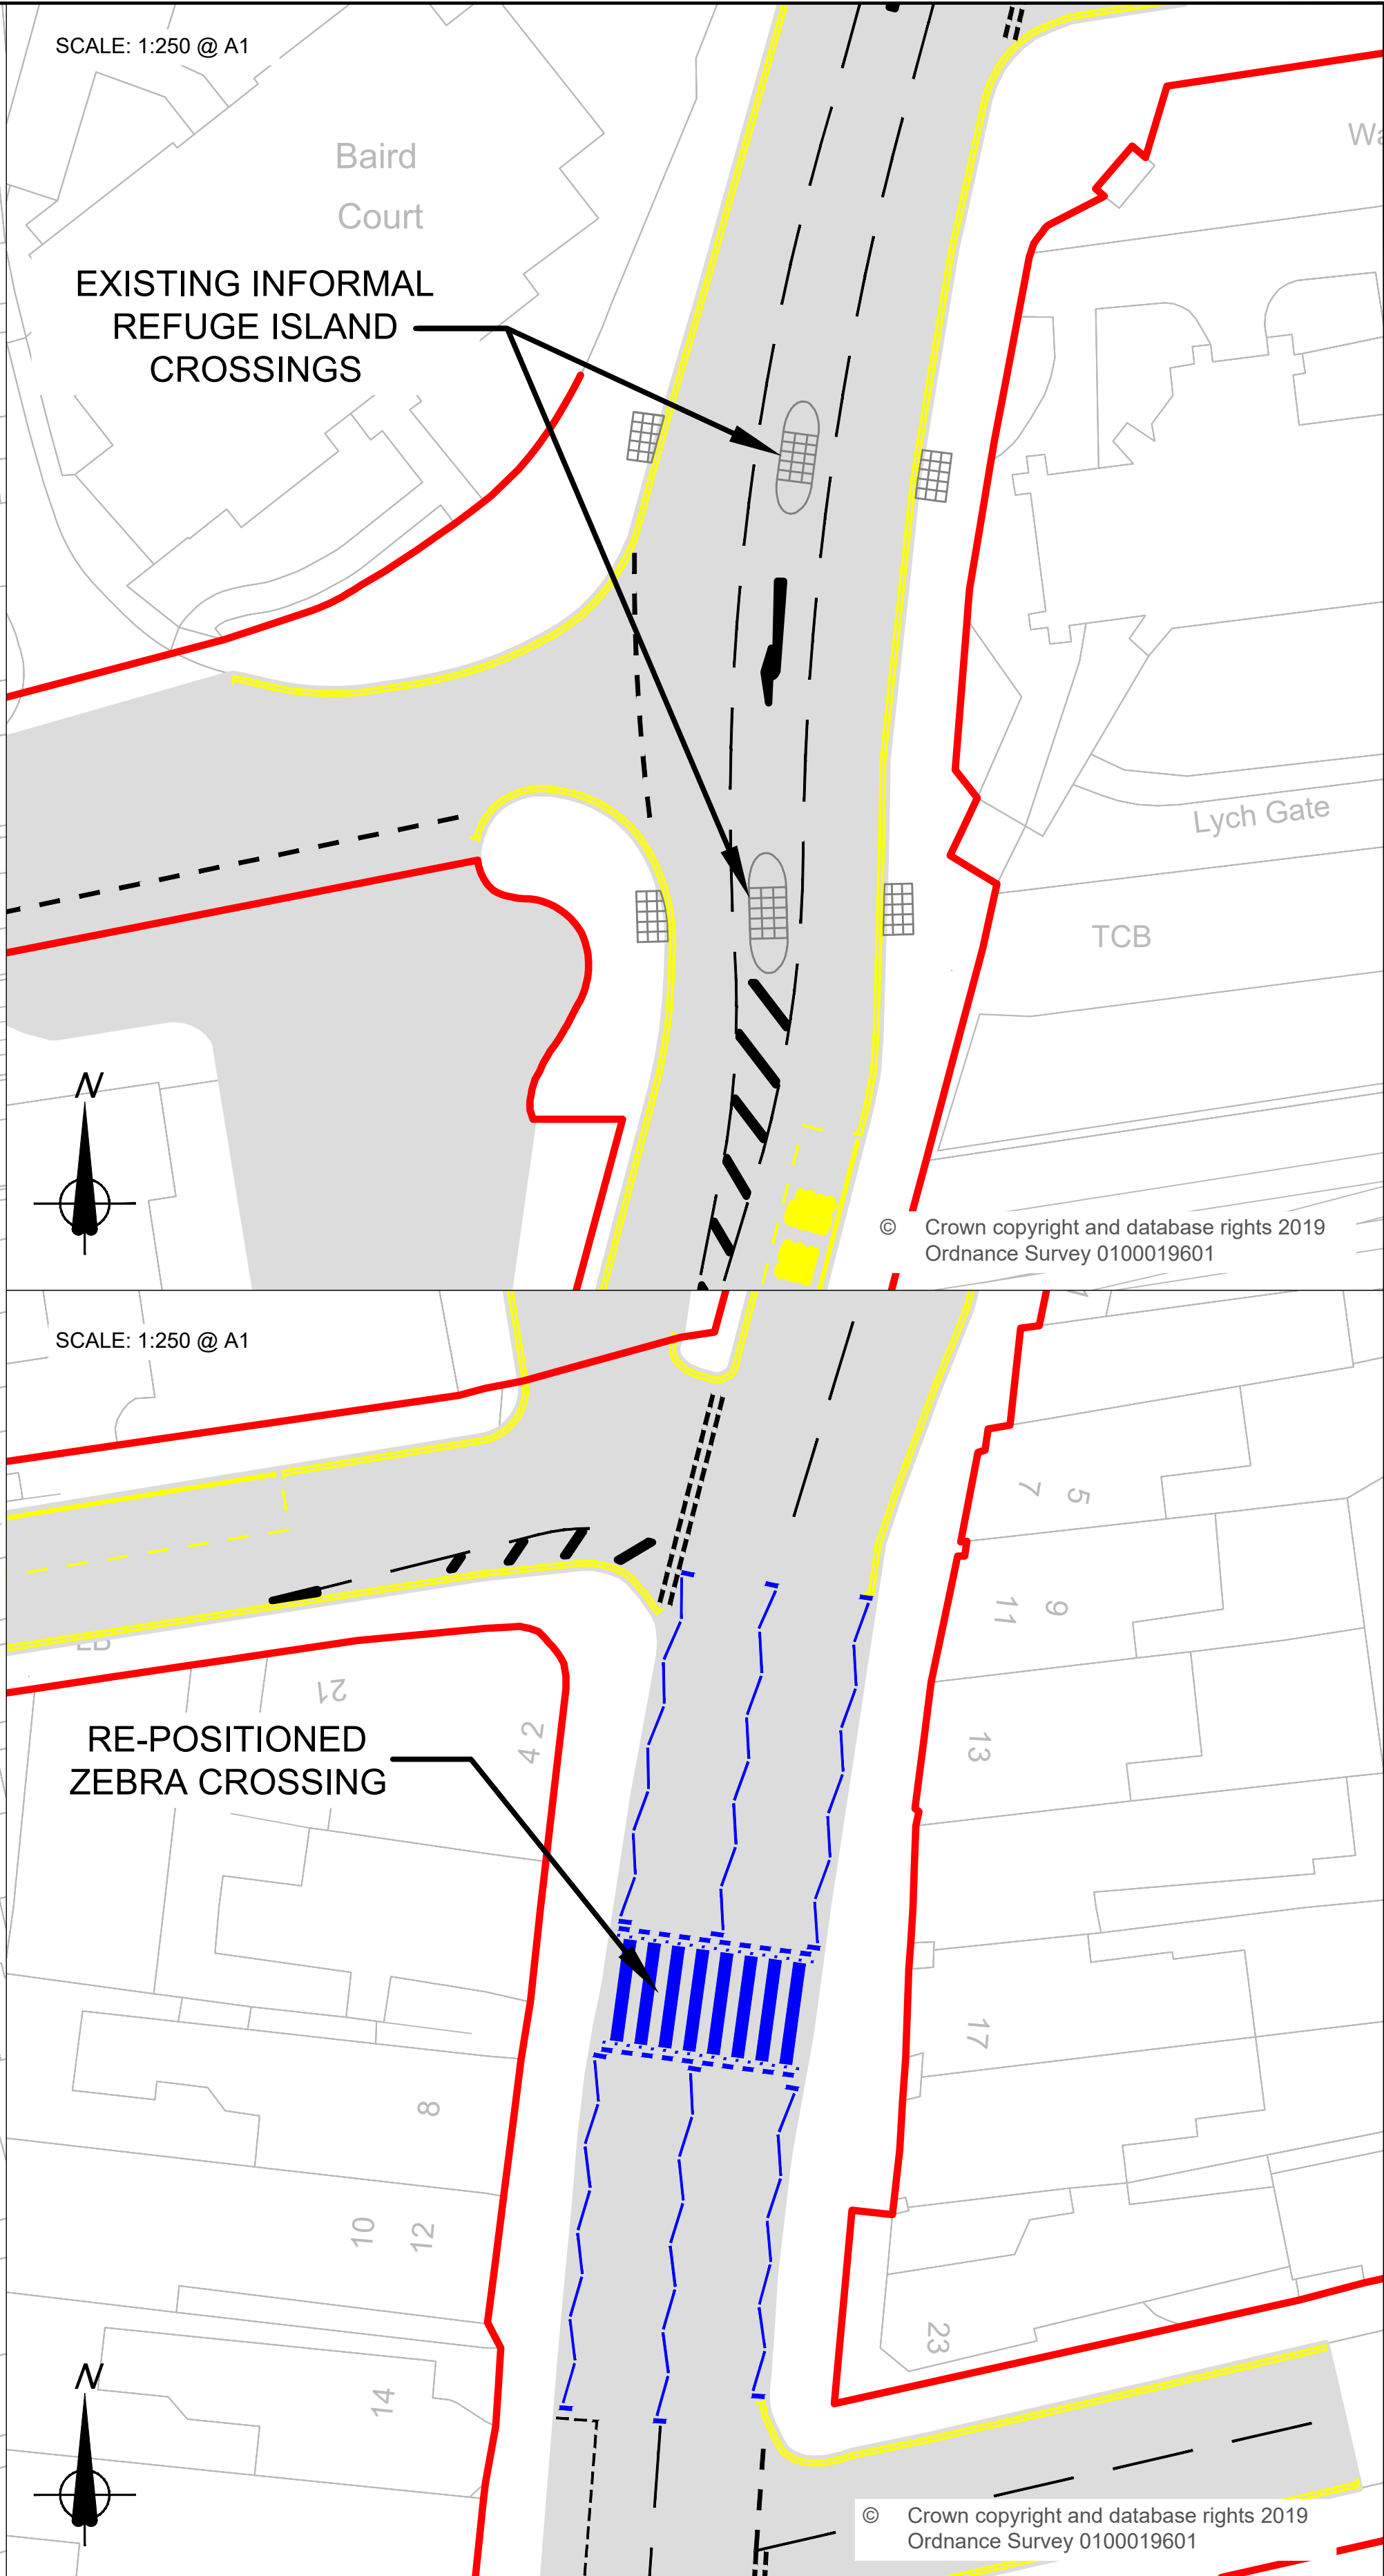 SCALE: 1:250 @ A1
Baird
Court
EXISTING INFORMAL
REFUGE ISLAND
CROSSINGS
Lych Gate
TCB
N
© Crown copyright and database rights 2019
Ordnance Survey 0100019601
SCALE: 1:250 @ A1
7
5
11
9
21
42
13
RE-POSITIONED
ZEBRA CROSSING
17
8
10
12
23
14
N
© Crown copyright and database rights 2019
Ordnance Survey 0100019601